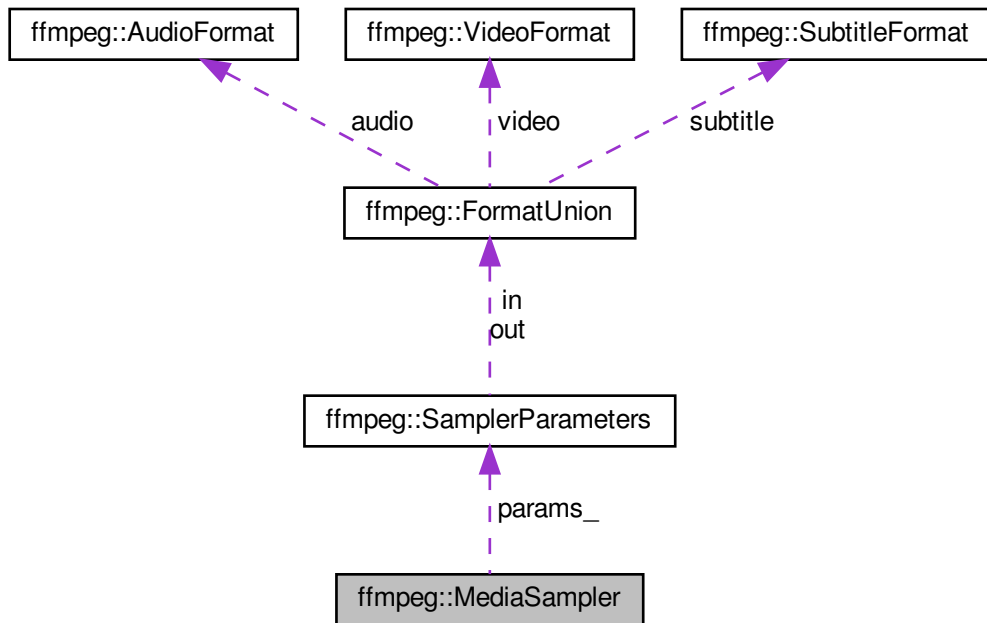 ffmpeg::AudioFormat
ffmpeg::VideoFormat
ffmpeg::SubtitleFormat
audio
video
subtitle
ffmpeg::FormatUnion
in
out
ffmpeg::SamplerParameters
params_
ffmpeg::MediaSampler